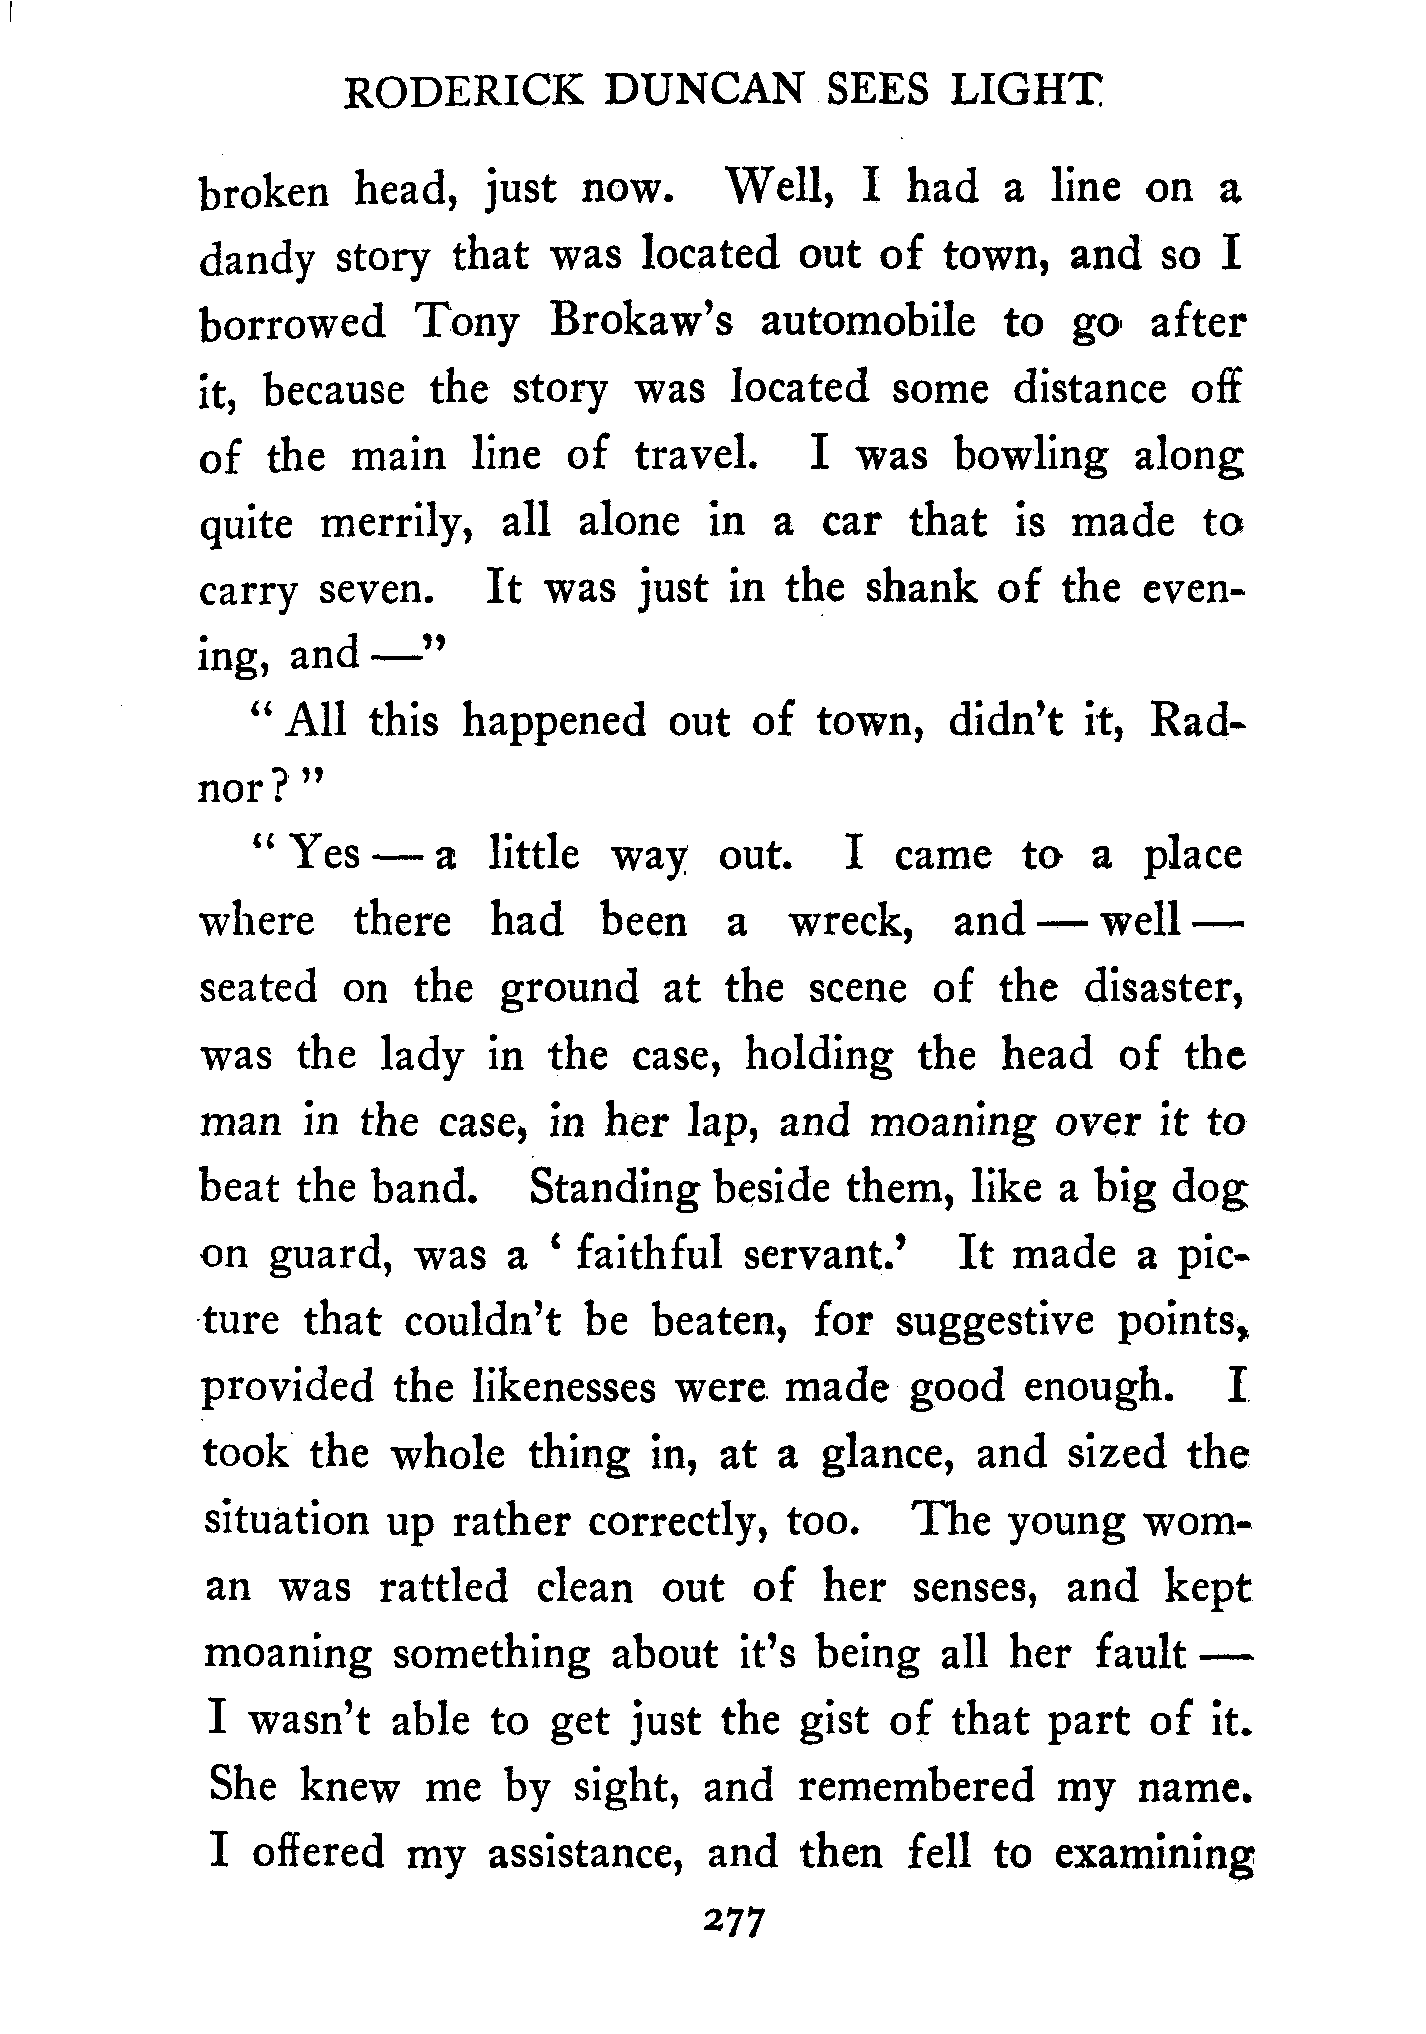 RODERICK DUNCAN SEES LIGHT
broken head, just now. Well, I had a line on a
dandy story that was located out of town, and so I
borrowed Tony Brokaw's automobile to go after
it, because the story was located some distance off
of the main line of travel. I was bowling along
quite merrily, all alone in a car that is made to
carry seven. It was just in the shank of the even-
ing, and —"
" All this happened out of town, didn't it, Rad-
nor? "
" Yes — a little way out. I came to a place
where there had been a wreck, and — well —
seated on the ground at the scene of the disaster,
was the lady in the case, holding the head of the
man in the case, in her lap, and moaning over it to
beat the band. Standing beside them, like a big dog
on guard, was a ‘ faithful servant.’ It made a pic-
ture that couldn't be beaten, for suggestive points,
provided the likenesses were made good enough. I
took the whole thing in, at a glance, and sized the
situation up rather correctly, too. The young wom-
an was rattled clean out of her senses, and kept
moaning something about it's being all her fault —
I wasn't able to get just the gist of that part of it.
She knew me by sight, and remembered my name.
I offered my assistance, and then fell to examining
277